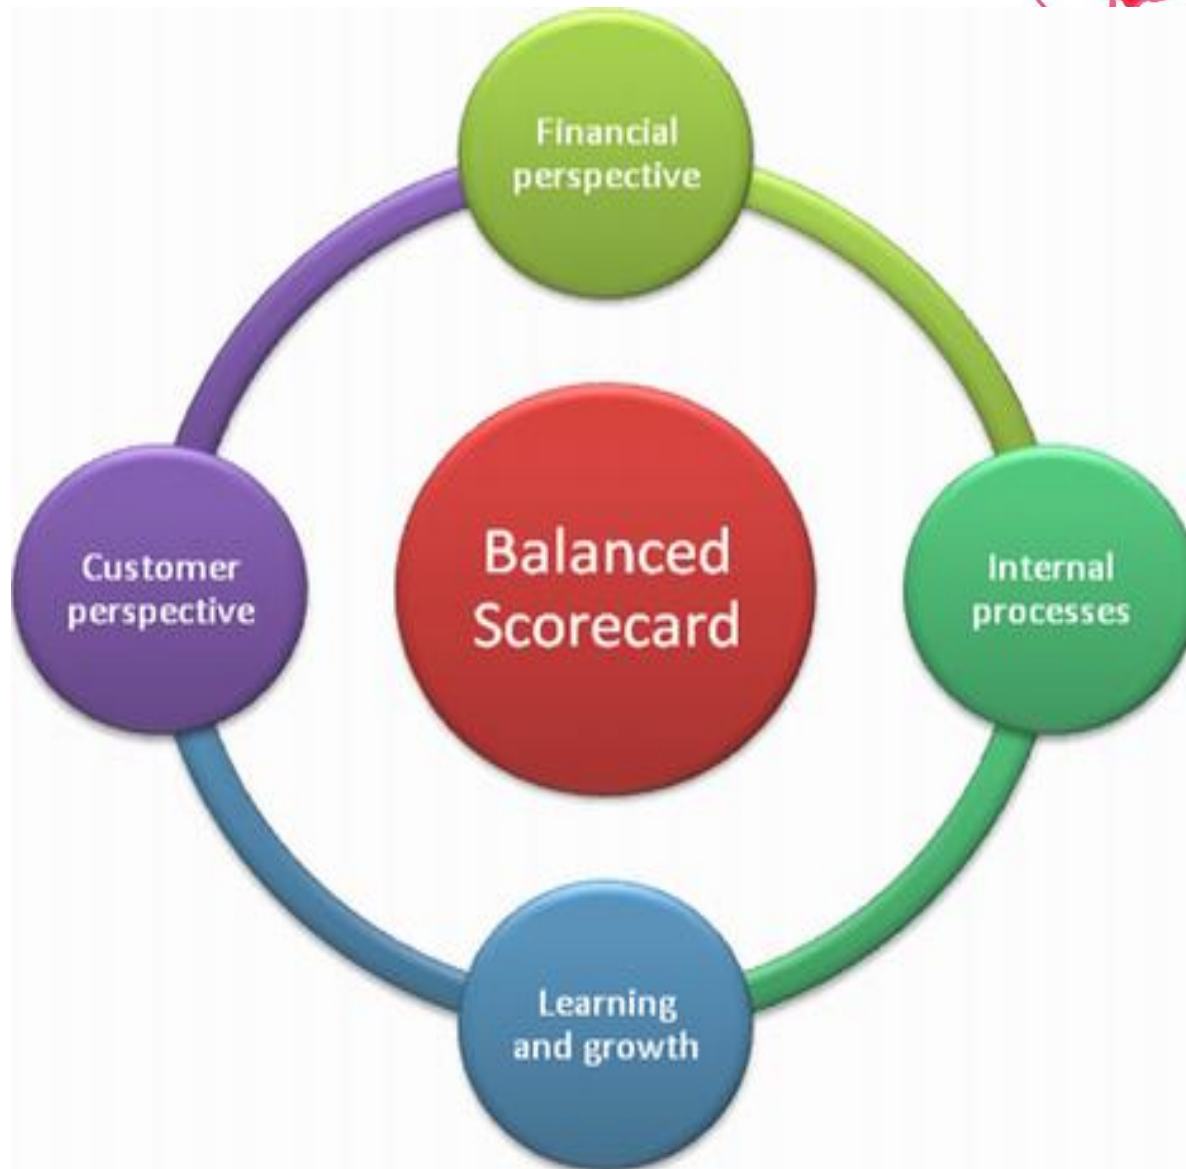 Financial
perspective
Customer
perspective
Balanced
Scorecard
Internal
processes
Learning
and growth